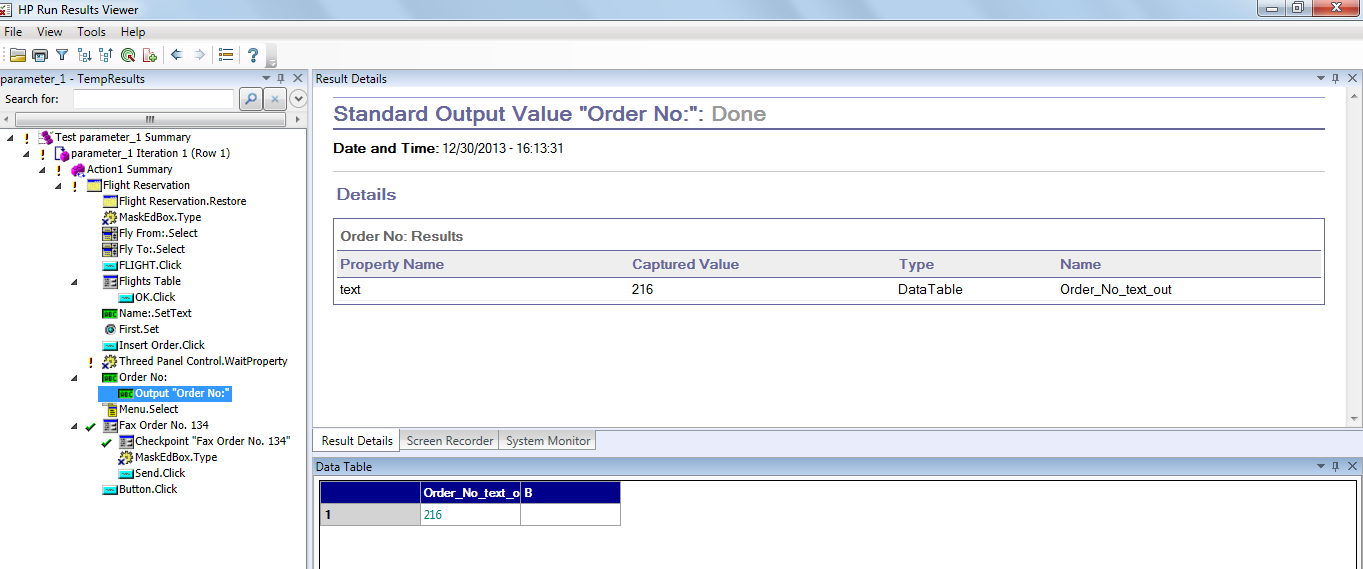 HP Run Results Viewer
File View Tools Help
parameter_1 - TempResults
Search for:
Test parameter_1 Summary
parameter_1 Iteration 1 (Row 1)
Action1 Summary
Flight Reservation
Flight Reservation.Restore
MaskEdBox.Type
Fly From:.Select
Fly To:.Select
FLIGHT.Click
Flights Table
OK.Click
Name:.SetText
First.Set
Insert Order.Click
Threed Panel Control.WaitProperty
Order No:
Output "Order No:"
Menu.Select
Fax Order No. 134
Checkpoint "Fax Order No. 134"
MaskEdBox.Type
Send.Click
Button.Click
Result Details
Standard Output Value "Order No:": Done
Date and Time: 12/30/2013 - 16:13:31
Details
Order No: Results
Property Name Captured Value Type Name
text 216 DataTable Order_No_text_out
Result Details Screen Recorder System Monitor
Data Table
Order_No_text_o B
1 216